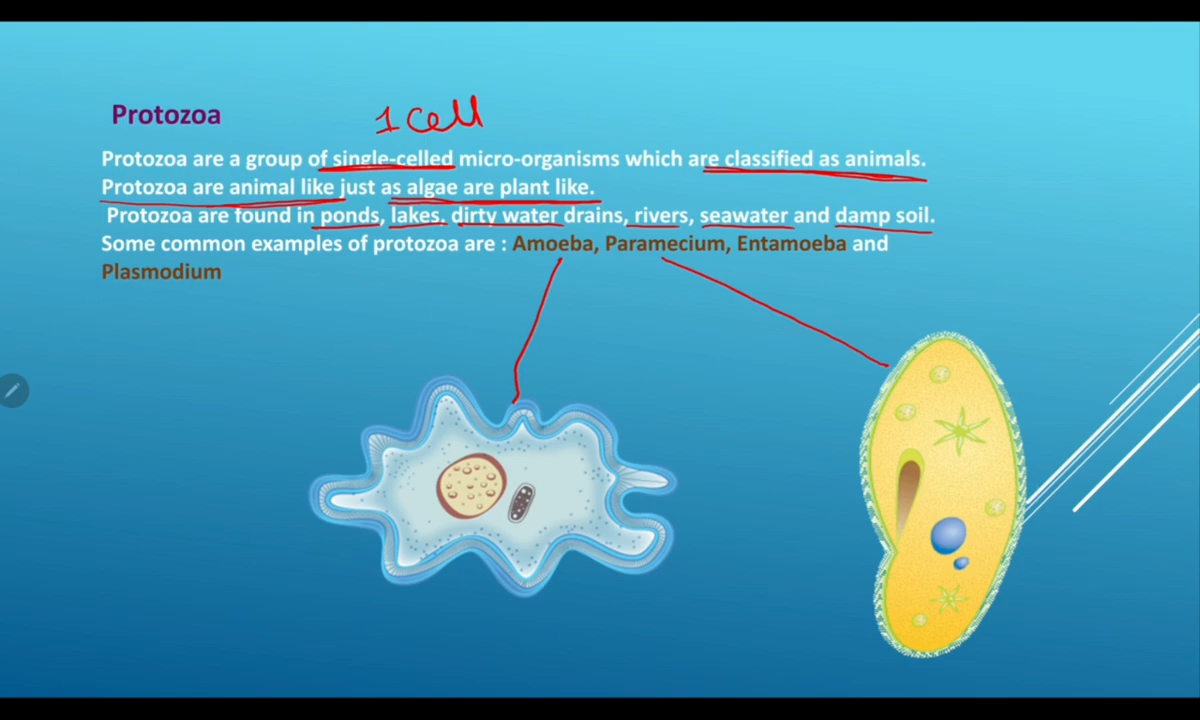 Protozoa
1 cell
Protozoa are a group of single-celled micro-organisms which are classified as animals.
Protozoa are animal like just as algae are plant like.
Protozoa are found in ponds, lakes. dirty water drains, rivers, seawater and damp soil.
Some common examples of protozoa are : Amoeba, Paramecium, Entamoeba and
Plasmodium